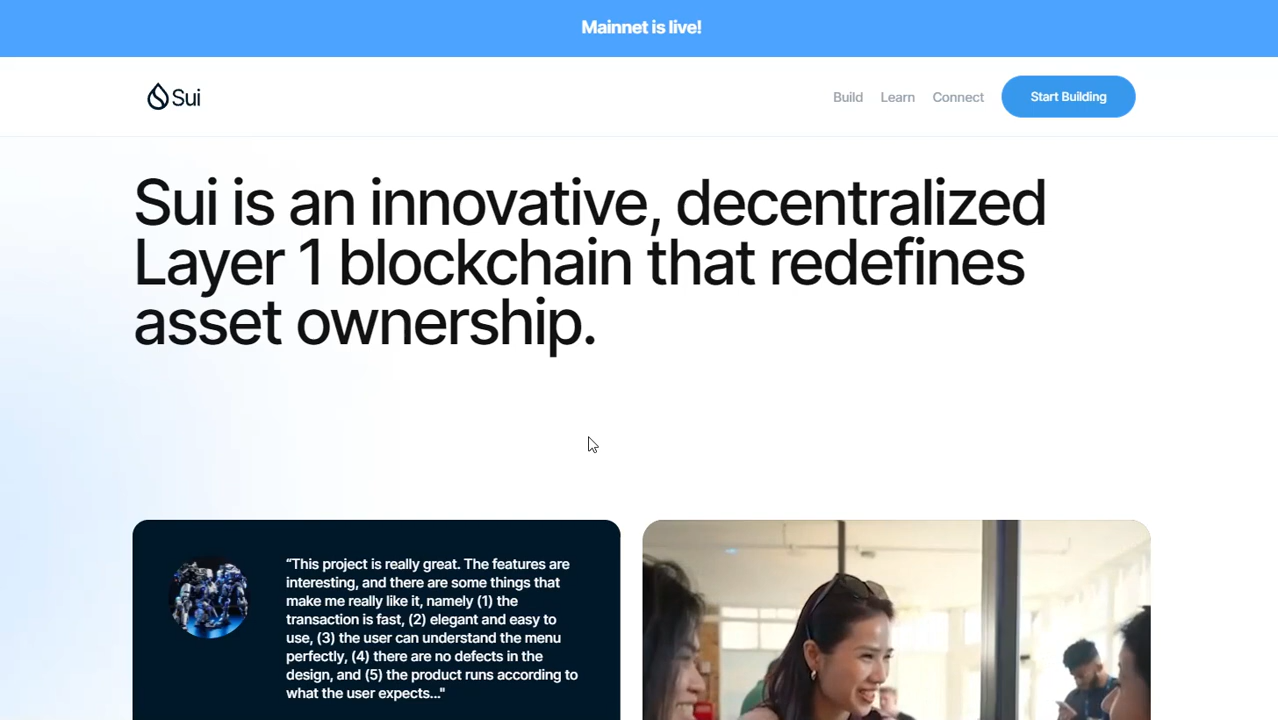 Mainnet is live!
Sui
Build Learn Connect Start Building
Sui is an innovative, decentralized
Layer 1 blockchain that redefines
asset ownership.
“This project is really great. The features are
interesting, and there are some things that
make me really like it, namely (1) the
transaction is fast, (2) elegant and easy to
use, (3) the user can understand the menu
perfectly, (4) there are no defects in the
design, and (5) the product runs according to
what the user expects..."